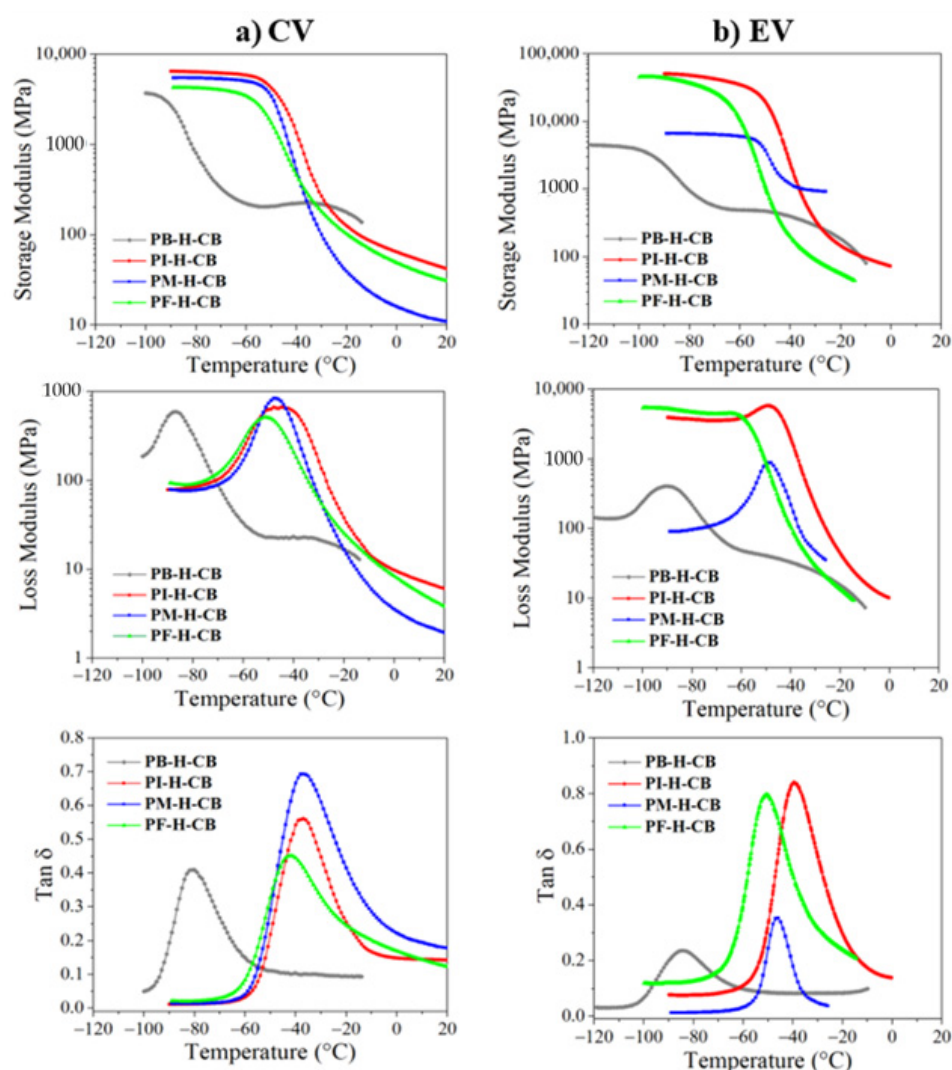 a) CV
Storage Modulus (MPa)
10,000
1000
100
10
PB-H-CB
PI-H-CB
PM-H-CB
PF-H-CB
−120 −100 −80 −60 −40 −20 0 20
Temperature (°C)
b) EV
Storage Modulus (MPa)
100,000
10,000
1000
100
10
PB-H-CB
PI-H-CB
PM-H-CB
PF-H-CB
−120 −100 −80 −60 −40 −20 0 20
Temperature (°C)
Loss Modulus (MPa)
1000
100
10
1
PB-H-CB
PI-H-CB
PM-H-CB
PF-H-CB
−120 −100 −80 −60 −40 −20 0 20
Temperature (°C)
Loss Modulus (MPa)
10,000
1000
100
10
1
PB-H-CB
PI-H-CB
PM-H-CB
PF-H-CB
−120 −100 −80 −60 −40 −20 0 20
Temperature (°C)
Tan δ
0.8
0.7
0.6
0.5
0.4
0.3
0.2
0.1
0.0
PB-H-CB
PI-H-CB
PM-H-CB
PF-H-CB
−120 −100 −80 −60 −40 −20 0 20
Temperature (°C)
Tan δ
1.0
0.8
0.6
0.4
0.2
0.0
PB-H-CB
PI-H-CB
PM-H-CB
PF-H-CB
−120 −100 −80 −60 −40 −20 0 20
Temperature (°C)